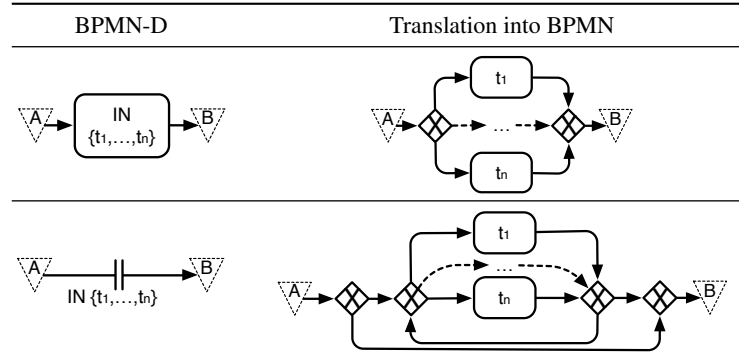 BPMN-D Translation into BPMN
t1
A IN B A ... B
{t1,...,tn}
tn
t1
A B ...
A tn B
IN {t1,...,tn}